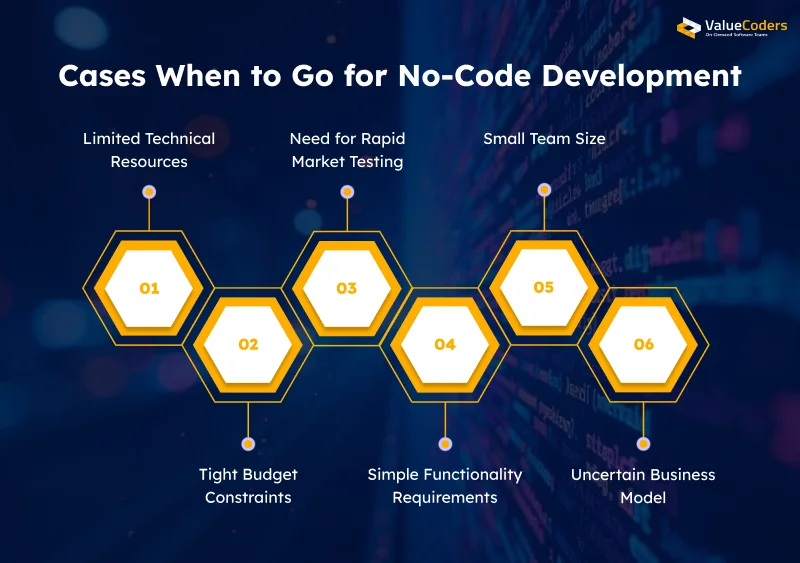 ValueCoders
On-Demand Software Teams
Cases When to Go for No-Code Development
Limited Technical
Resources
Need for Rapid
Market Testing
Small Team Size
01
02
03
04
05
06
Tight Budget
Constraints
Simple Functionality
Requirements
Uncertain Business
Model